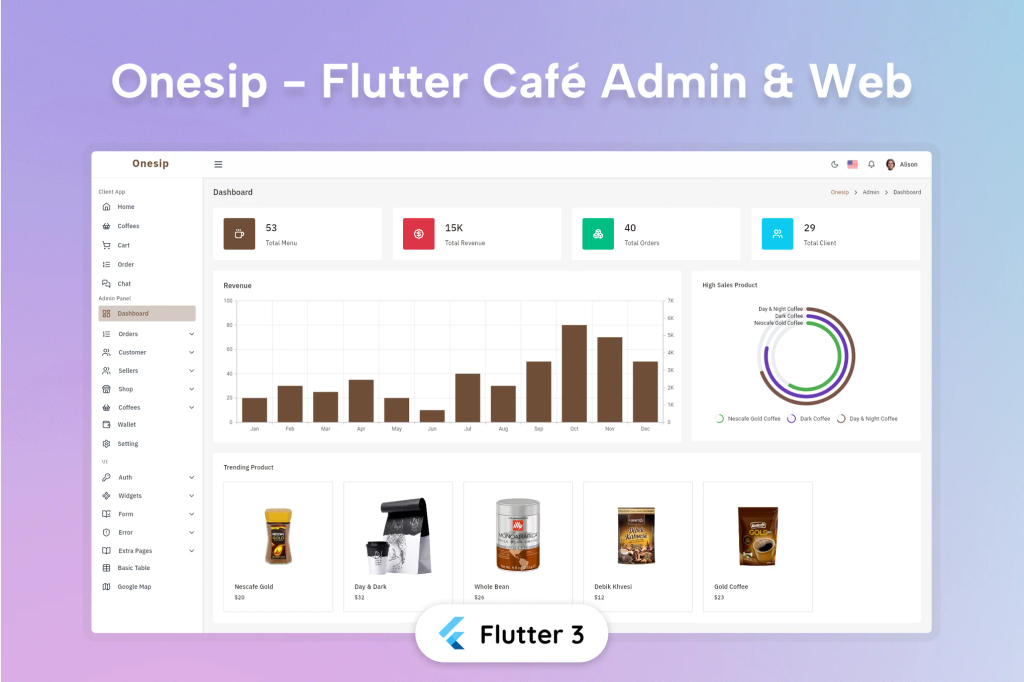 Onesip - Flutter Café Admin & Web
Onesip
Alison
Client App
Home
Coffees
Cart
Order
Chat
Admin Panel
Dashboard
Orders
Customer
Sellers
Shop
Coffees
Wallet
Setting
UI
Auth
Widgets
Form
Error
Extra Pages
Basic Table
Google Map
Dashboard
Onesip > Admin > Dashboard
53
Total Menu
15K
Total Revenue
40
Total Orders
29
Total Client
Revenue
100
80
60
40
20
0
7K
6K
5K
4K
3K
2K
1K
0
Jan Feb Mar Apr May Jun Jul Aug Sep Oct Nov Dec
High Sales Product
Day & Night Coffee
Dark Coffee
Nescafe Gold Coffee
Nescafe Gold Coffee Dark Coffee Day & Night Coffee
Trending Product
GOLD
Nescafe Gold
$20
Day & Dark
$32
illy
MONOARABICA
Whole Bean
$26
Debik Khvesi
$12
GOLD
Gold Coffee
$23
Flutter 3